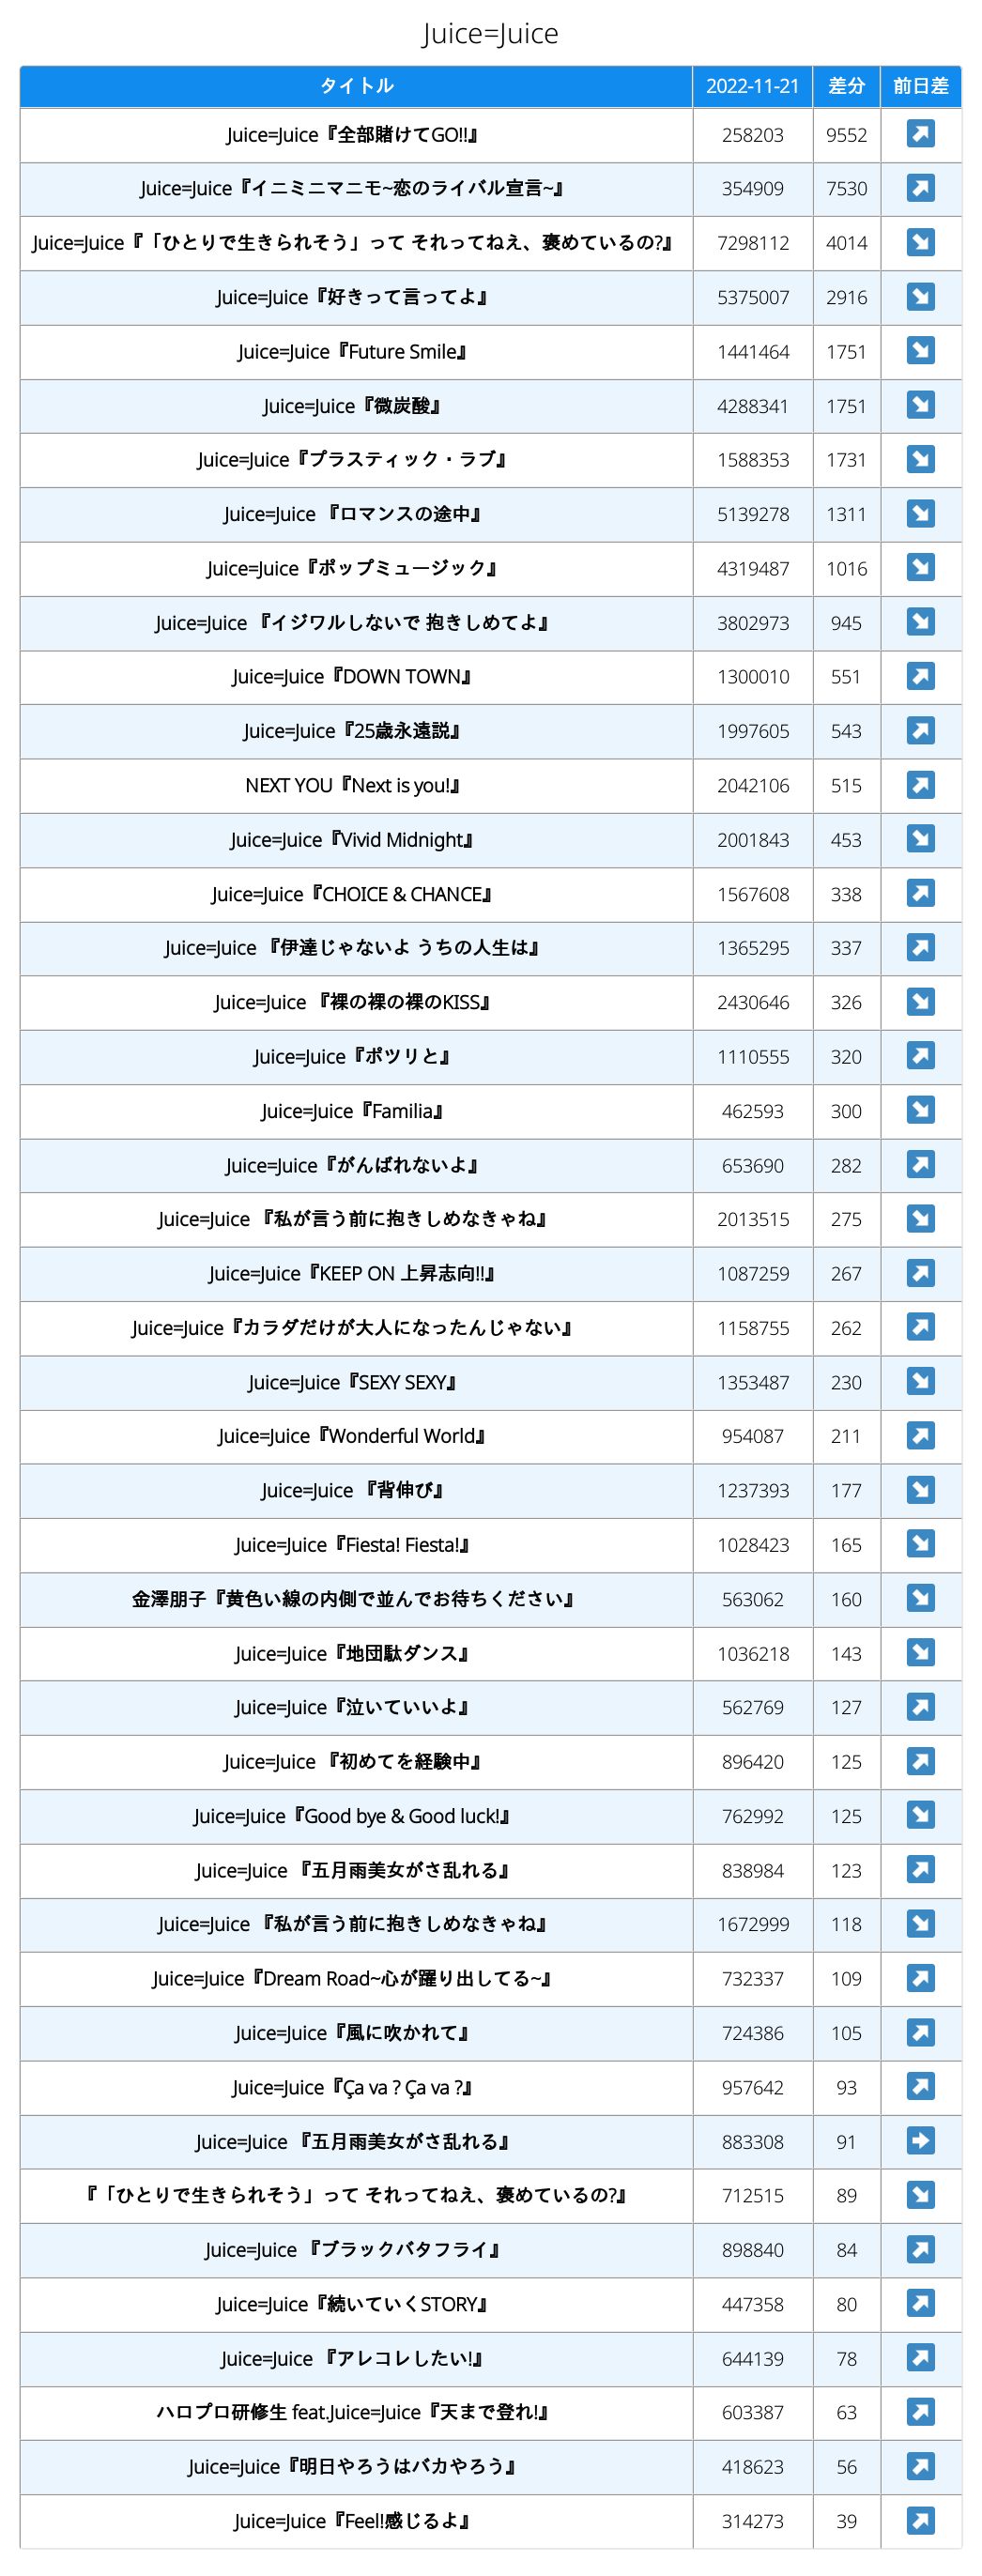 Juice=Juice
タイトル 2022-11-21 差分 前日差
Juice=Juice『全部賭けてGO!!』 258203 9552 ↗
Juice=Juice『イニミニマニモ~恋のライバル宣言~』 354909 7530 ↗
Juice=Juice『「ひとりで生きられそう」って それってねえ、褒めているの?』 7298112 4014 ↘
Juice=Juice『好きって言ってよ』 5375007 2916 ↘
Juice=Juice『Future Smile』 1441464 1751 ↘
Juice=Juice『微炭酸』 4288341 1751 ↘
Juice=Juice『プラスティック・ラブ』 1588353 1731 ↘
Juice=Juice 『ロマンスの途中』 5139278 1311 ↘
Juice=Juice『ポップミュージック』 4319487 1016 ↘
Juice=Juice 『イジワルしないで 抱きしめてよ』 3802973 945 ↘
Juice=Juice『DOWN TOWN』 1300010 551 ↗
Juice=Juice『25歳永遠説』 1997605 543 ↗
NEXT YOU『Next is you!』 2042106 515 ↗
Juice=Juice『Vivid Midnight』 2001843 453 ↘
Juice=Juice『CHOICE & CHANCE』 1567608 338 ↗
Juice=Juice 『伊達じゃないよ うちの人生は』 1365295 337 ↗
Juice=Juice 『裸の裸の裸のKISS』 2430646 326 ↘
Juice=Juice『ポツリと』 1110555 320 ↗
Juice=Juice『Familia』 462593 300 ↘
Juice=Juice『がんばれないよ』 653690 282 ↗
Juice=Juice 『私が言う前に抱きしめなきゃね』 2013515 275 ↘
Juice=Juice『KEEP ON 上昇志向!!』 1087259 267 ↗
Juice=Juice『カラダだけが大人になったんじゃない』 1158755 262 ↗
Juice=Juice『SEXY SEXY』 1353487 230 ↘
Juice=Juice『Wonderful World』 954087 211 ↗
Juice=Juice 『背伸び』 1237393 177 ↘
Juice=Juice『Fiesta! Fiesta!』 1028423 165 ↘
金澤朋子『黄色い線の内側で並んでお待ちください』 563062 160 ↘
Juice=Juice『地団駄ダンス』 1036218 143 ↘
Juice=Juice『泣いていいよ』 562769 127 ↗
Juice=Juice 『初めてを経験中』 896420 125 ↗
Juice=Juice『Good bye & Good luck!』 762992 125 ↘
Juice=Juice 『五月雨美女がさ乱れる』 838984 123 ↗
Juice=Juice 『私が言う前に抱きしめなきゃね』 1672999 118 ↘
Juice=Juice『Dream Road~心が躍り出してる~』 732337 109 ↗
Juice=Juice『風に吹かれて』 724386 105 ↗
Juice=Juice『Ça va ? Ça va ?』 957642 93 ↗
Juice=Juice 『五月雨美女がさ乱れる』 883308 91 ➡
『「ひとりで生きられそう」って それってねえ、褒めているの?』 712515 89 ↘
Juice=Juice 『ブラックバタフライ』 898840 84 ↗
Juice=Juice『続いていくSTORY』 447358 80 ↗
Juice=Juice 『アレコレしたい!』 644139 78 ↗
ハロプロ研修生 feat.Juice=Juice『天まで登れ!』 603387 63 ↗
Juice=Juice『明日やろうはバカやろう』 418623 56 ↗
Juice=Juice『Feel!感じるよ』 314273 39 ↗